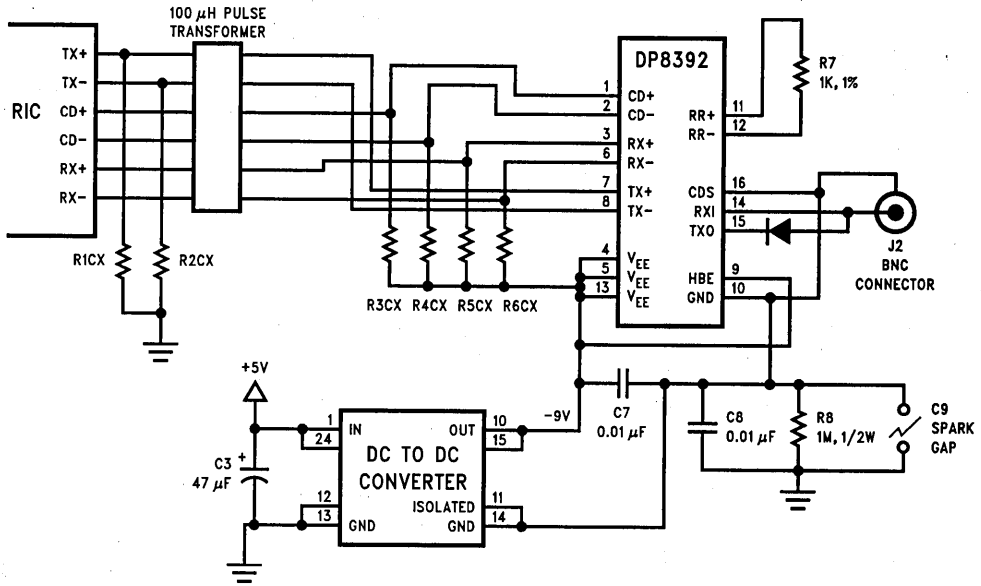 100 μH PULSE
TRANSFORMER
RIC
TX+
TX-
CD+
CD-
RX+
RX-
R1CX
R2CX
DP8392
1
CD+
2
CD-
3
RX+
6
RX-
7
TX+
8
TX-
4
VEE
5
VEE
13
VEE
RR+
11
RR-
12
CDS
16
RXI
14
TXO
15
HBE
9
GND
10
R7
1K, 1%
J2
BNC
CONNECTOR
R3CX R4CX R5CX R6CX
+5V
C3
+
47 μF
1
24
IN
DC TO DC
CONVERTER
12
13
GND
OUT
10
15
ISOLATED
GND
11
14
-9V
C7
0.01 μF
C8
0.01 μF
R8
1M, 1/2W
C9
SPARK
GAP